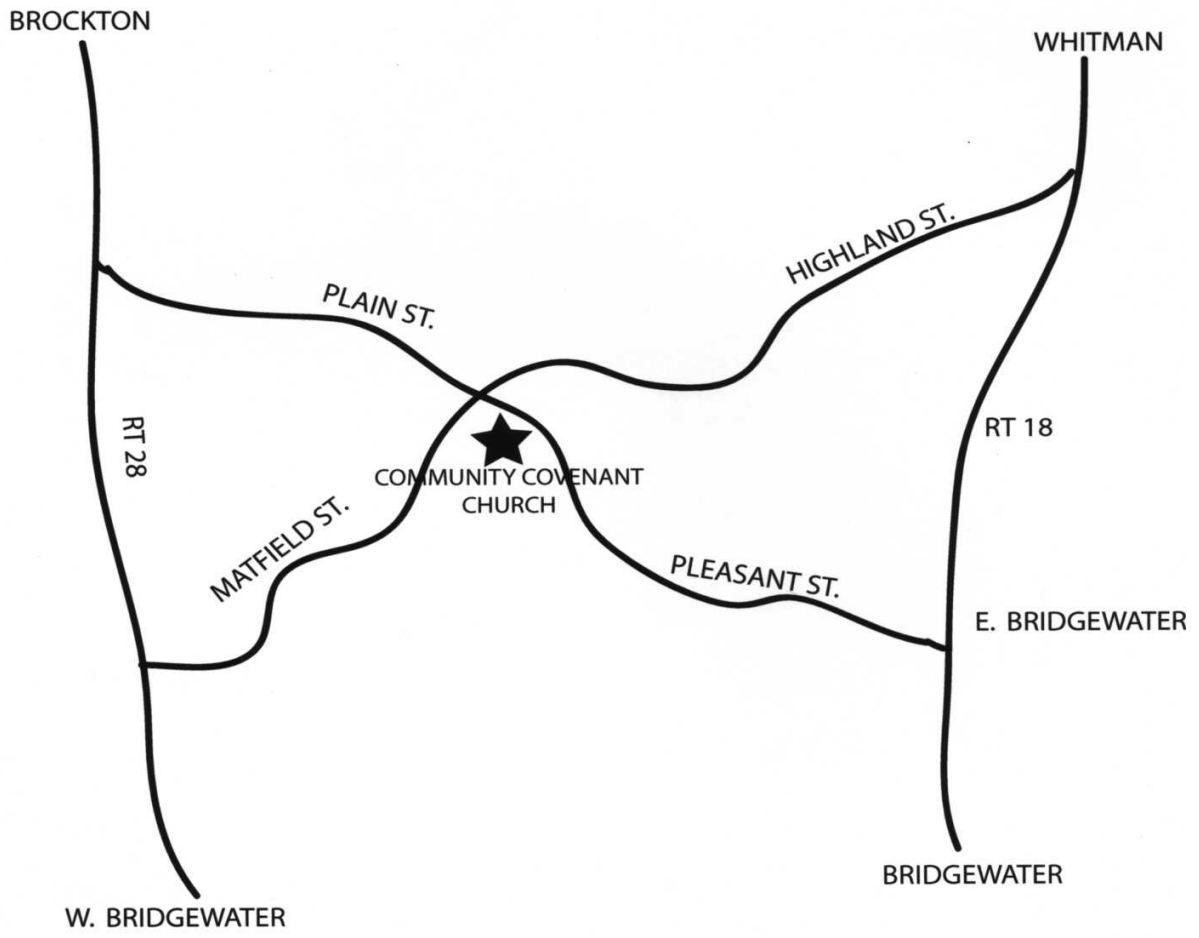 BROCKTON
WHITMAN
HIGHLAND ST.
PLAIN ST.
RT 28
RT 18
COMMUNITY COVENANT
CHURCH
MATFIELD ST.
PLEASANT ST.
E. BRIDGEWATER
BRIDGEWATER
W. BRIDGEWATER